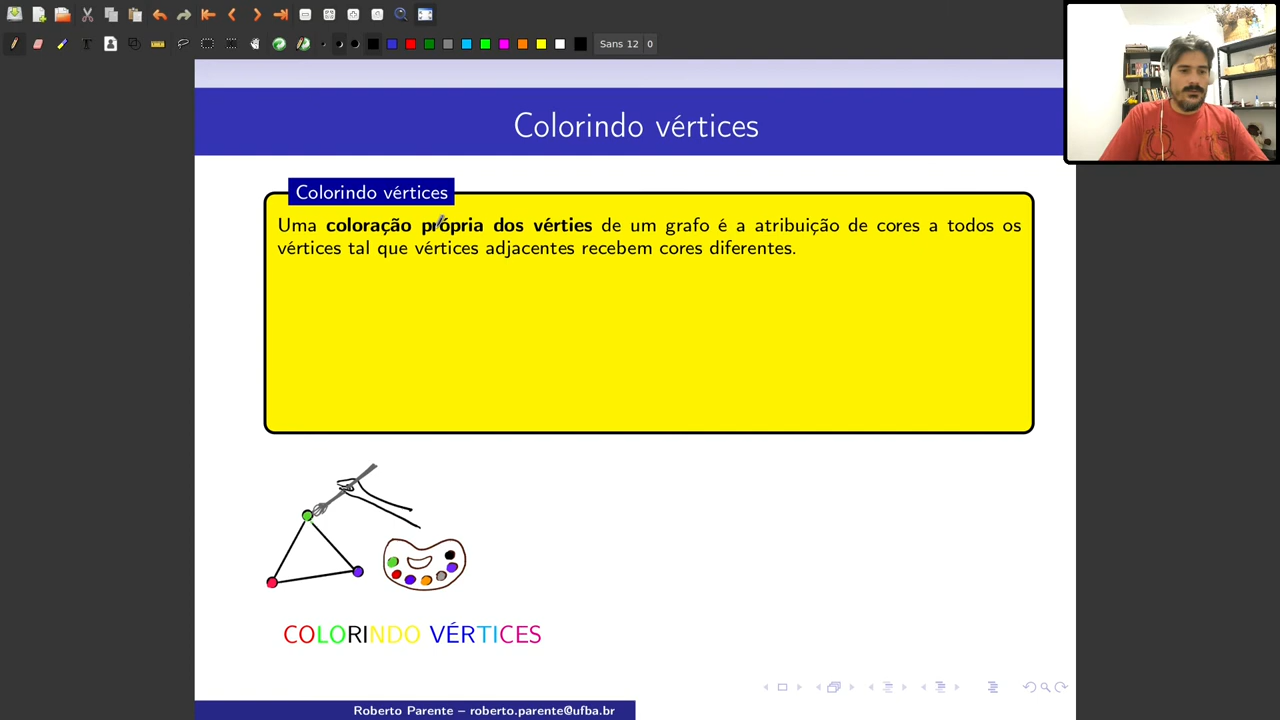 Sans 12 0
Colorindo vértices
Colorindo vértices
Uma coloração própria dos vérties de um grafo é a atribuição de cores a todos os
vértices tal que vértices adjacentes recebem cores diferentes.
COLORINDO VÉRTICES
Roberto Parente – roberto.parente@ufba.br